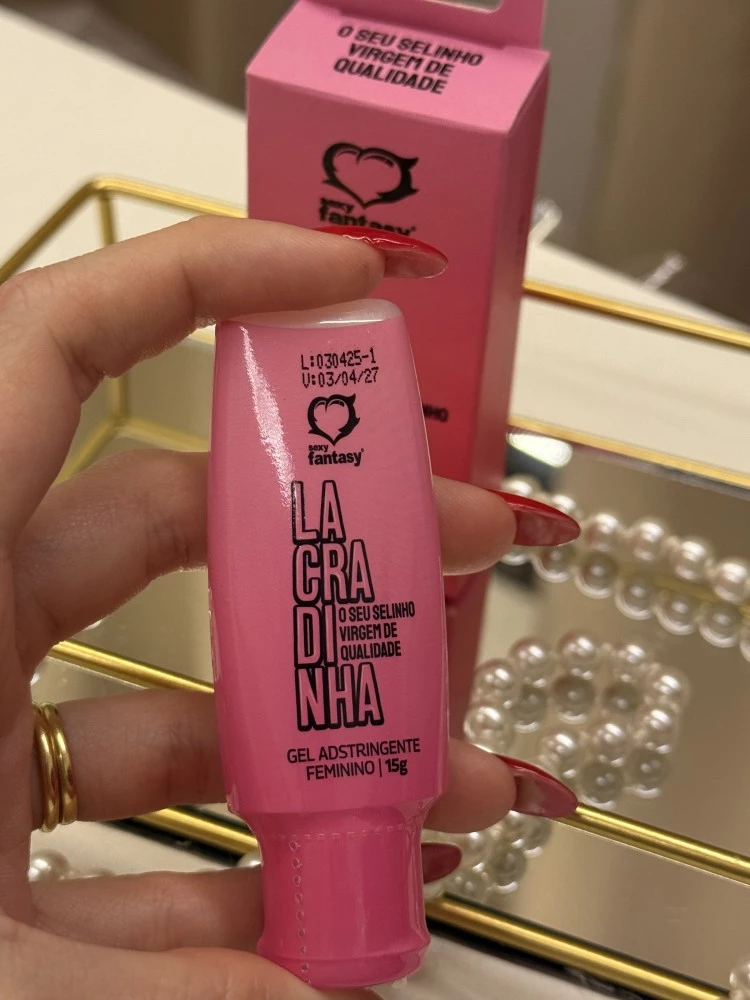 O SEU SELINHO
VIRGEM DE
QUALIDADE
sexy
fantasy
L:030425-1
V:03/04/27
sexy
fantasy
LA
CRA
DI
NHA
O SEU SELINHO
VIRGEM DE
QUALIDADE
GEL ADSTRINGENTE
FEMININO | 15g